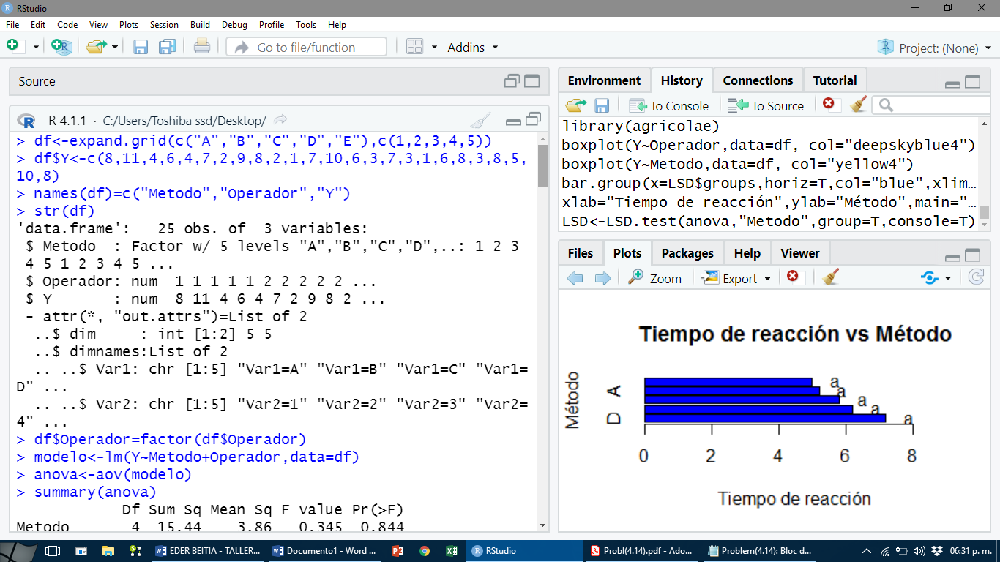 RStudio
File Edit Code View Plots Session Build Debug Profile Tools Help
Go to file/function Addins Project: (None)
Source
R 4.1.1 · C:/Users/Toshiba ssd/Desktop/
> df<-expand.grid(c("A","B","C","D","E"),c(1,2,3,4,5))
> df$Y<-c(8,11,4,6,4,7,2,9,8,2,1,7,10,6,3,7,3,1,6,8,3,8,5,
10,8)
> names(df)=c("Metodo","Operador","Y")
> str(df)
'data.frame':   25 obs. of  3 variables:
 $ Metodo  : Factor w/ 5 levels "A","B","C","D",..: 1 2 3
 4 5 1 2 3 4 5 ...
 $ Operador: num  1 1 1 1 1 2 2 2 2 2 ...
 $ Y       : num  8 11 4 6 4 7 2 9 8 2 ...
 - attr(*, "out.attrs")=List of 2
  ..$ dim     : int [1:2] 5 5
  ..$ dimnames:List of 2
  .. ..$ Var1: chr [1:5] "Var1=A" "Var1=B" "Var1=C" "Var1=
D" ...
  .. ..$ Var2: chr [1:5] "Var2=1" "Var2=2" "Var2=3" "Var2=
4" ...
> df$Operador=factor(df$Operador)
> modelo<-lm(Y~Metodo+Operador,data=df)
> anova<-aov(modelo)
> summary(anova)
            Df Sum Sq Mean Sq F value Pr(>F)
Metodo       4  15.44    3.86   0.345  0.844
Environment History Connections Tutorial
To Console To Source
library(agricolae)
boxplot(Y~Operador,data=df, col="deepskyblue4")
boxplot(Y~Metodo,data=df, col="yellow4")
bar.group(x=LSD$groups,horiz=T,col="blue",xlim…
xlab="Tiempo de reacción",ylab="Método",main="…
LSD<-LSD.test(anova,"Metodo",group=T,console=T)
Files Plots Packages Help Viewer
Zoom Export
Tiempo de reacción vs Método
Método
A
D
a
a
a
a
a
0 2 4 6 8
Tiempo de reacción
EDER BEITIA - TALLER... Documento1 - Word ... RStudio Probl(4.14).pdf - Ado... Problem(4.14): Bloc d... 06:31 p. m.